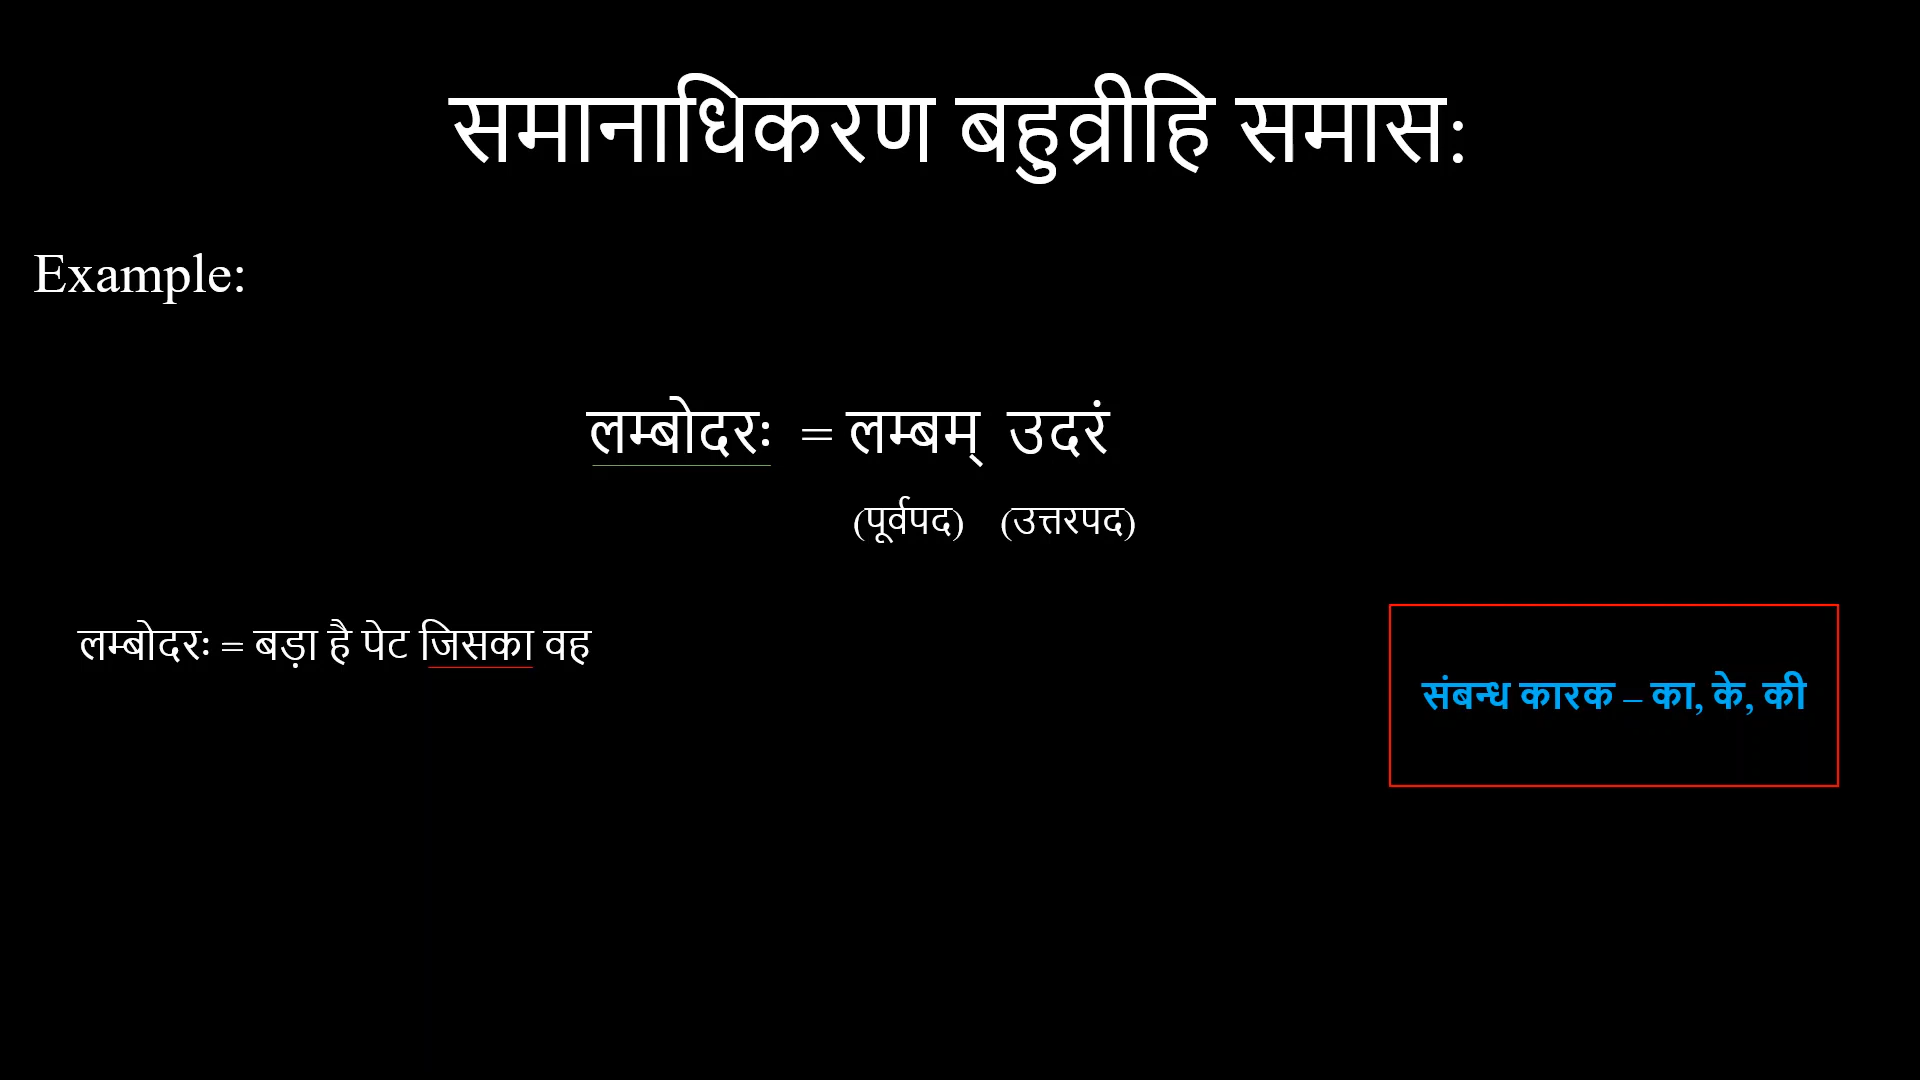 समानाधिकरण बहुव्रीहि समास:
Example:
लम्बोदरः = लम्बम् उदरं
(पूर्वपद) (उत्तरपद)
लम्बोदरः = बड़ा है पेट जिसका वह
संबन्ध कारक – का, के, की